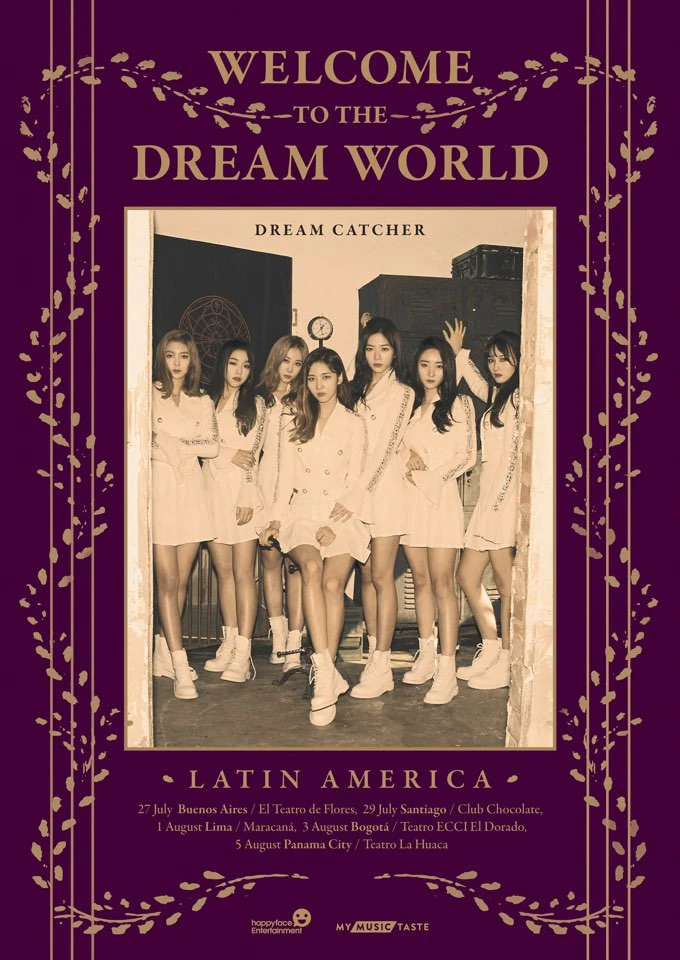 WELCOME
TO THE
DREAM WORLD
DREAM CATCHER
LATIN AMERICA
27 July Buenos Aires / El Teatro de Flores, 29 July Santiago / Club Chocolate,
1 August Lima / Maracaná, 3 August Bogotá / Teatro ECCI El Dorado,
5 August Panama City / Teatro La Huaca
happyface
Entertainment
MY MUSIC TASTE